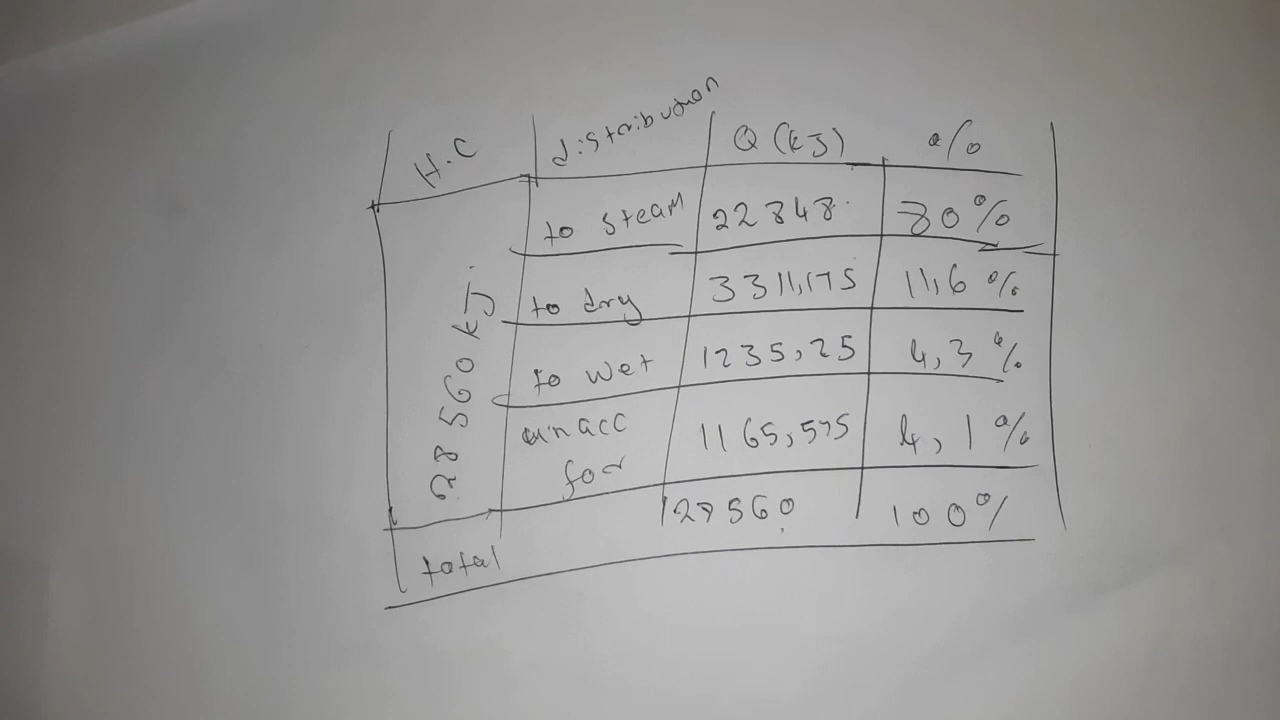 H.C distribution Q (kJ) %
28560 kJ.
to steam 22848. 80%
to dry 3311,175 11,6 %
to wet 1235,25 4,3 %
unacc 1165,575 4,1 %
for
total 28560 100%